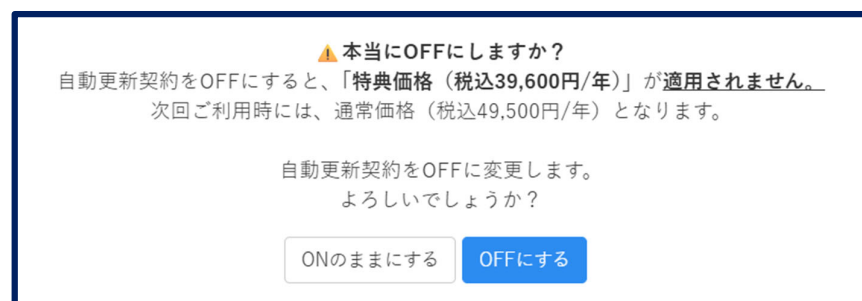 ⚠本当にOFFにしますか？
自動更新契約をOFFにすると、「特典価格（税込39,600円/年）」が適用されません。
次回ご利用時には、通常価格（税込49,500円/年）となります。
自動更新契約をOFFに変更します。
よろしいでしょうか？
ONのままにする OFFにする